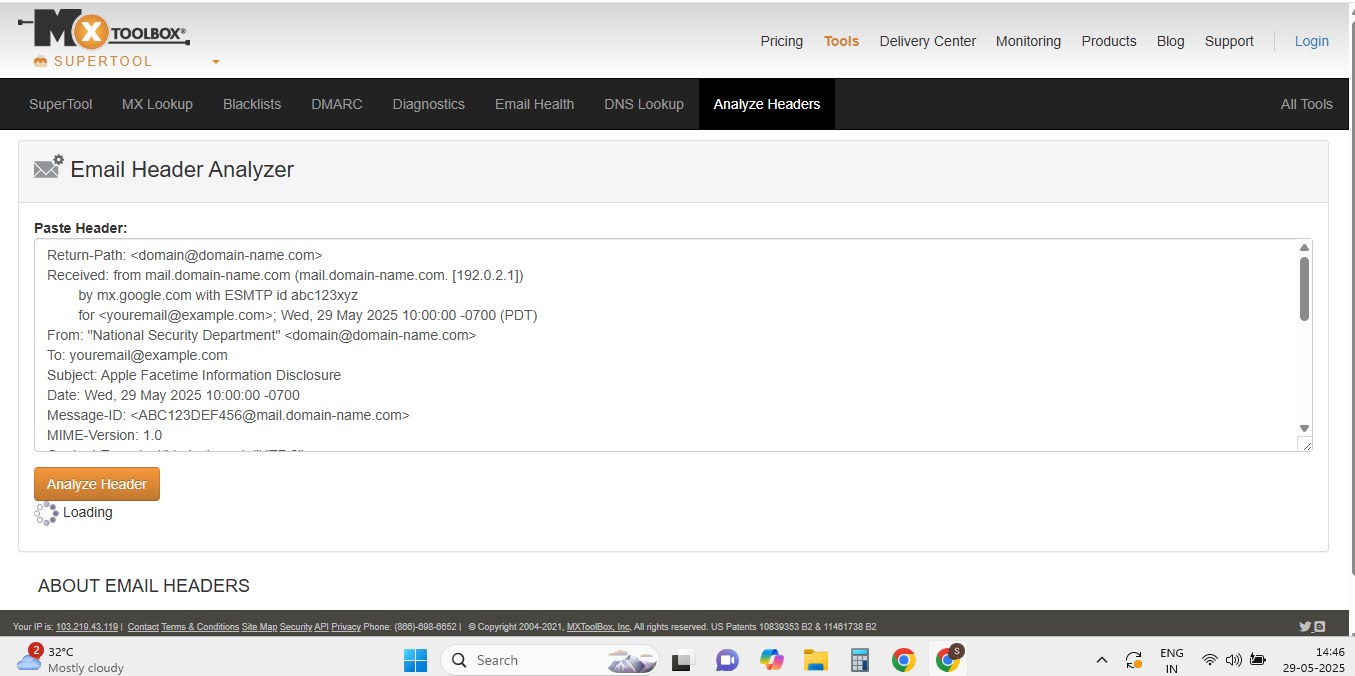 MX TOOLBOX®
SUPERTOOL
Pricing Tools Delivery Center Monitoring Products Blog Support Login
SuperTool MX Lookup Blacklists DMARC Diagnostics Email Health DNS Lookup Analyze Headers All Tools
Email Header Analyzer
Paste Header:
Return-Path: <domain@domain-name.com>
Received: from mail.domain-name.com (mail.domain-name.com. [192.0.2.1])
by mx.google.com with ESMTP id abc123xyz
for <youremail@example.com>; Wed, 29 May 2025 10:00:00 -0700 (PDT)
From: "National Security Department" <domain@domain-name.com>
To: youremail@example.com
Subject: Apple Facetime Information Disclosure
Date: Wed, 29 May 2025 10:00:00 -0700
Message-ID: <ABC123DEF456@mail.domain-name.com>
MIME-Version: 1.0
Analyze Header
Loading
ABOUT EMAIL HEADERS
Your IP is: 103.219.43.119 | Contact Terms & Conditions Site Map Security API Privacy Phone: (866)-698-6652 | © Copyright 2004-2021, MXToolBox, Inc, All rights reserved. US Patents 10839353 B2 & 11461738 B2
2
32°C
Mostly cloudy
Search
S
ENG
IN
14:46
29-05-2025